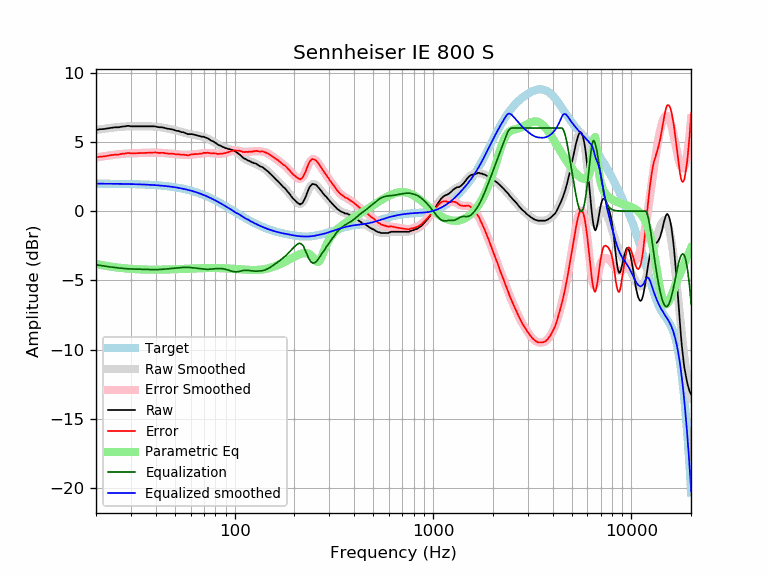 Sennheiser IE 800 S
10
5
0
−5
−10
−15
−20
Amplitude (dBr)
Target
Raw Smoothed
Error Smoothed
Raw
Error
Parametric Eq
Equalization
Equalized smoothed
100
1000
10000
Frequency (Hz)